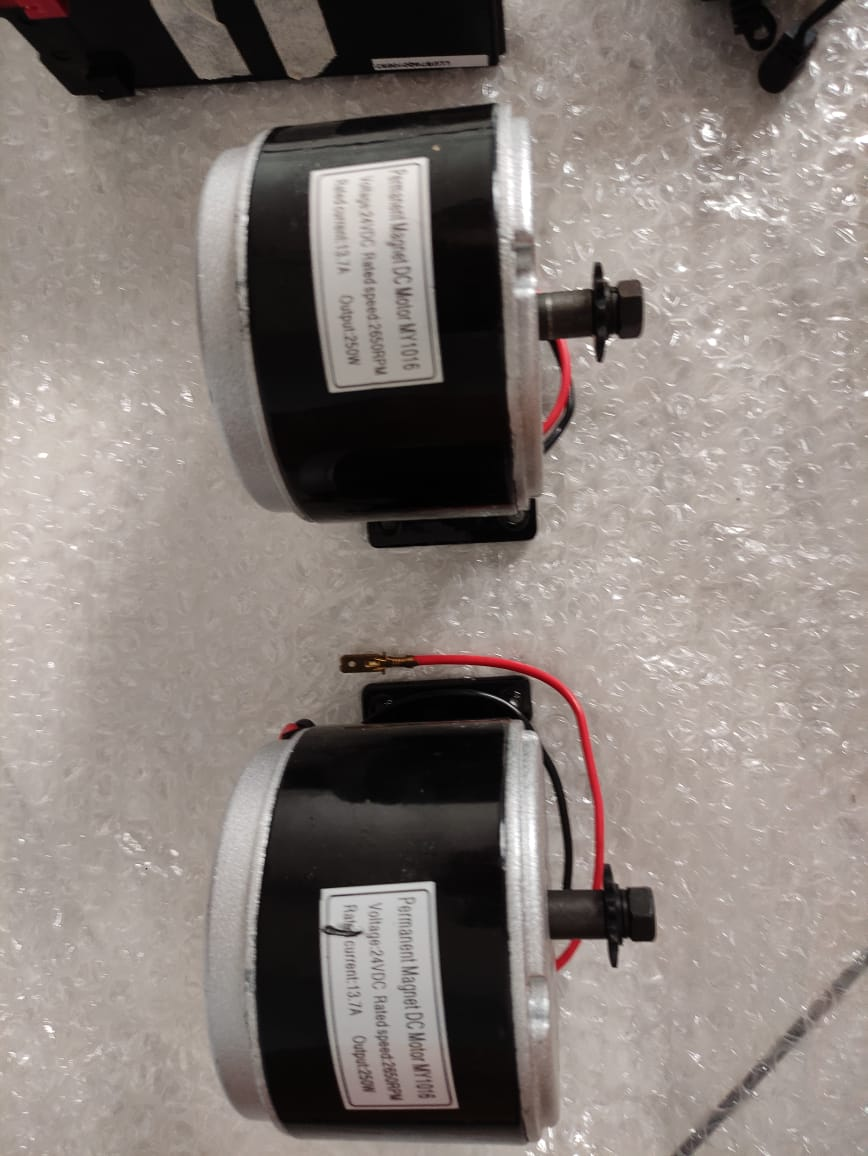 Permanent Magnet DC Motor MY1016
Voltage:24VDC Rated speed:2650RPM
Rated current:13.7A Output:250W
Permanent Magnet DC Motor MY1016
Voltage:24VDC Rated speed:2650RPM
Rated current:13.7A Output:250W